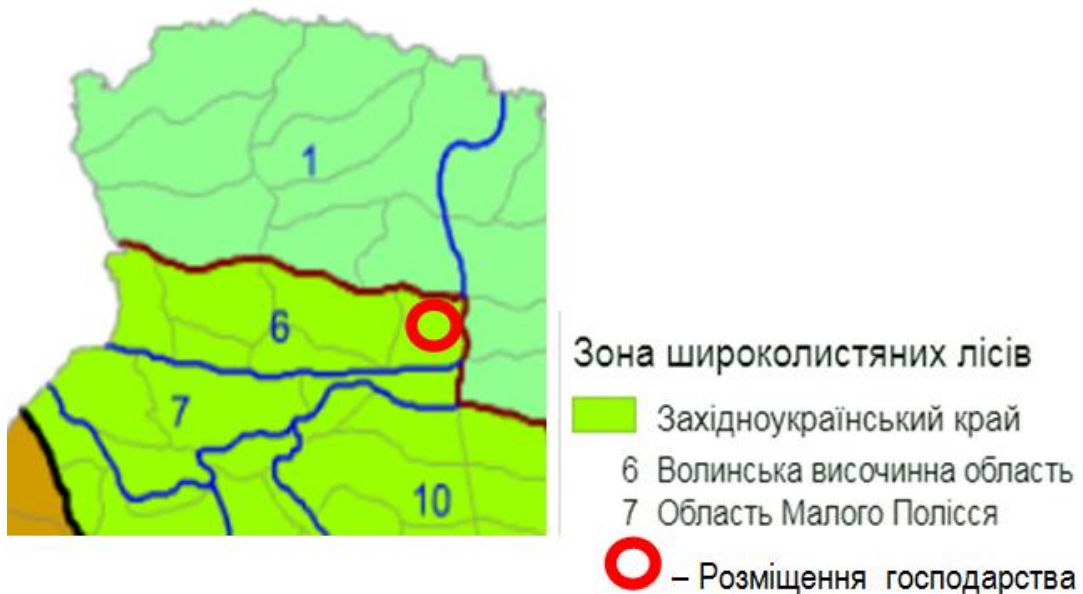 1
6
7
10
Зона широколистяних лісів
Західноукраїнський край
6 Волинська височинна область
7 Область Малого Полісся
– Розміщення господарства